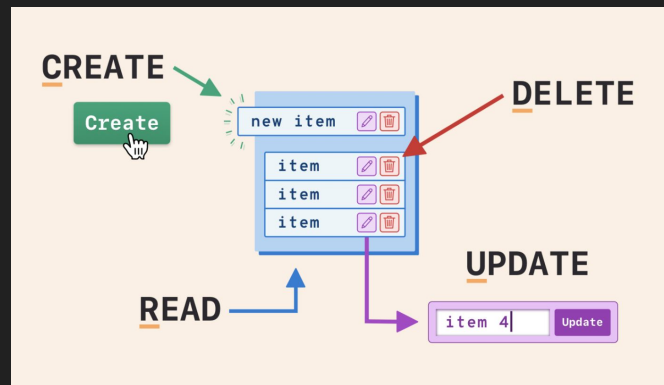 CREATE
Create
new item
item
item
item
DELETE
READ
UPDATE
item 4
Update